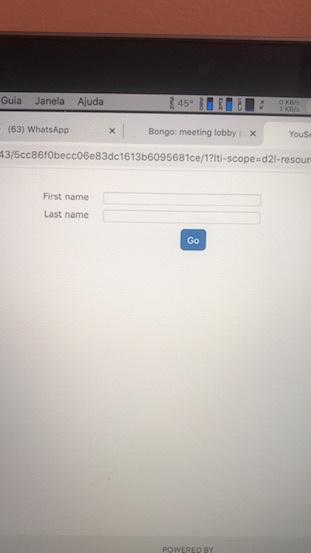 Guia Janela Ajuda 45° 0 KB/s
1 KB/s
(63) WhatsApp × Bongo: meeting lobby × YouSe
43/5cc86f0becc06e83dc1613b6095681ce/1?lti-scope=d2l-resour
First name
Last name
Go
POWERED BY